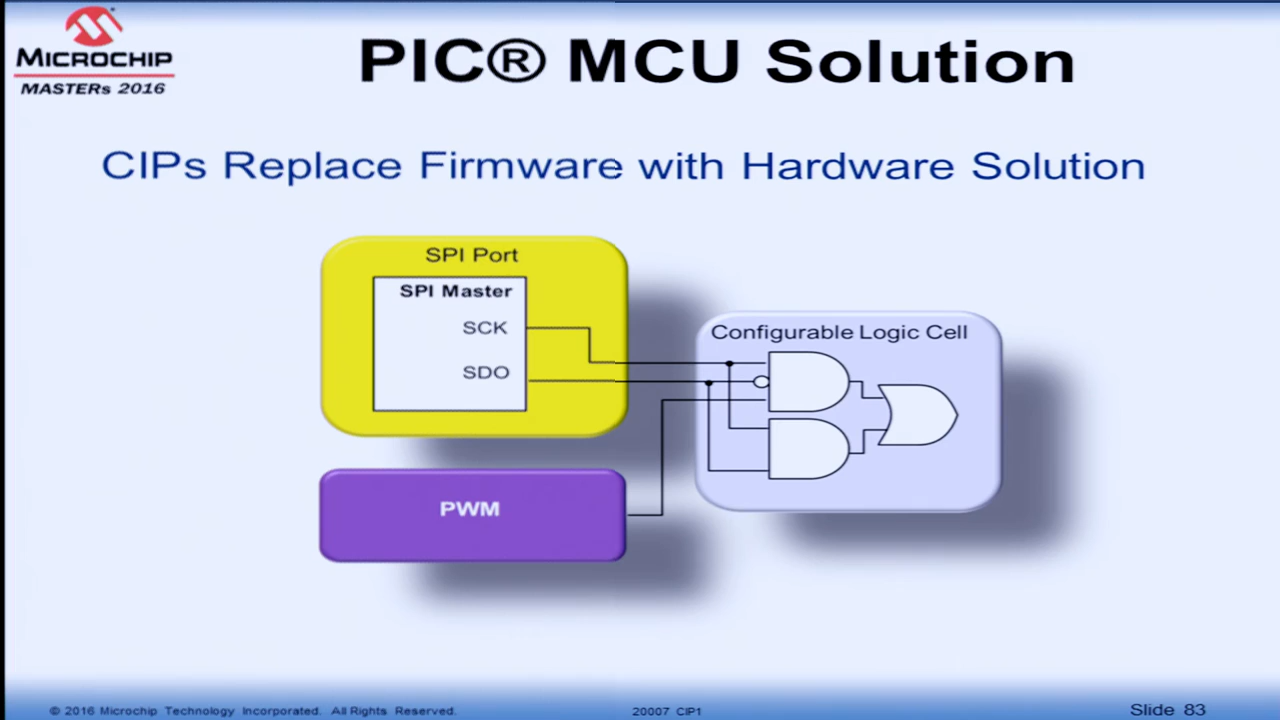 MICROCHIP
MASTERs 2016
PIC® MCU Solution
CIPs Replace Firmware with Hardware Solution
SPI Port
SPI Master
SCK
SDO
Configurable Logic Cell
PWM
© 2016 Microchip Technology Incorporated. All Rights Reserved.
20007 CIP1
Slide 83